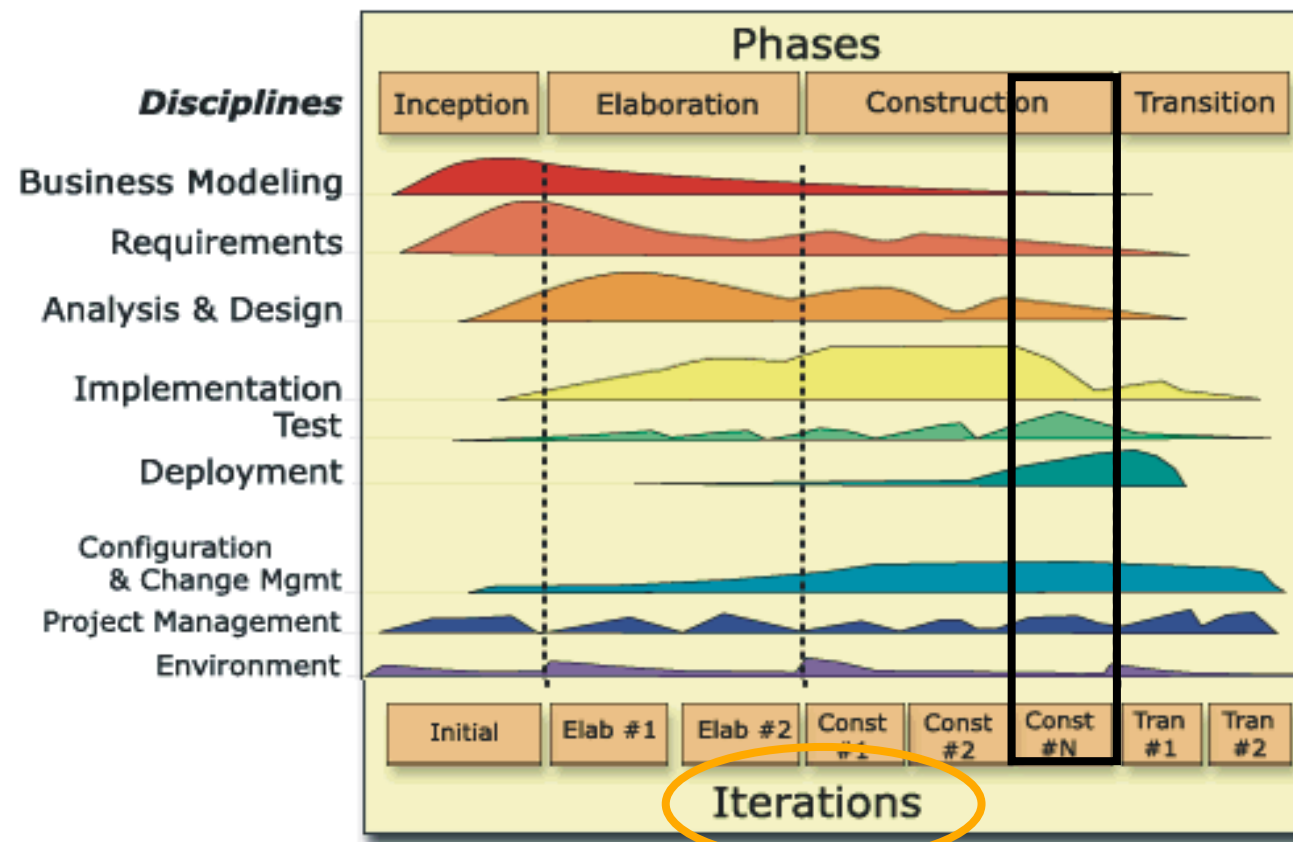 Phases
Disciplines
Inception
Elaboration
Construction
Transition
Business Modeling
Requirements
Analysis & Design
Implementation
Test
Deployment
Configuration
& Change Mgmt
Project Management
Environment
Initial
Elab #1
Elab #2
Const
#1
Const
#2
Const
#N
Tran
#1
Tran
#2
Iterations